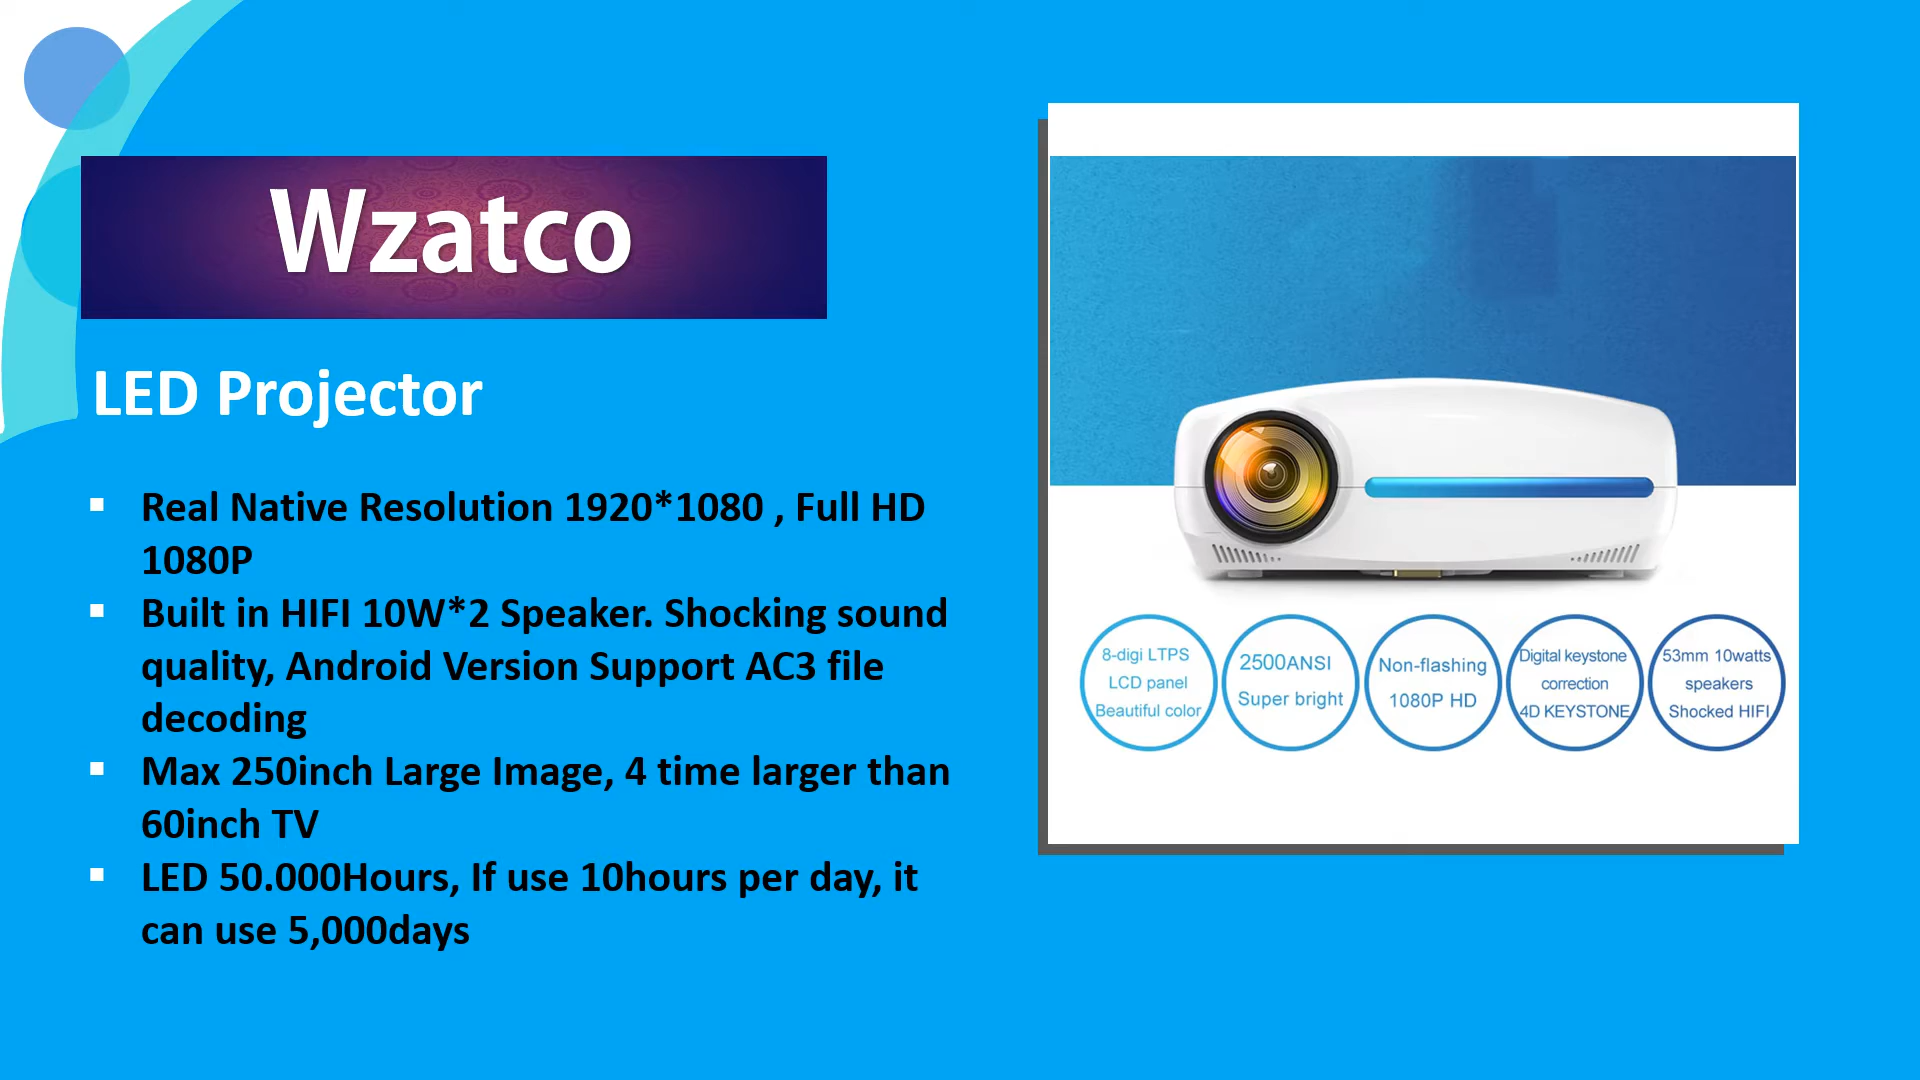 Wzatco
LED Projector
Real Native Resolution 1920*1080 , Full HD
1080P
Built in HIFI 10W*2 Speaker. Shocking sound
quality, Android Version Support AC3 file
decoding
Max 250inch Large Image, 4 time larger than
60inch TV
LED 50.000Hours, If use 10hours per day, it
can use 5,000days
8-digi LTPS
LCD panel
Beautiful color
2500ANSI
Super bright
Non-flashing
1080P HD
Digital keystone
correction
4D KEYSTONE
53mm 10watts
speakers
Shocked HIFI